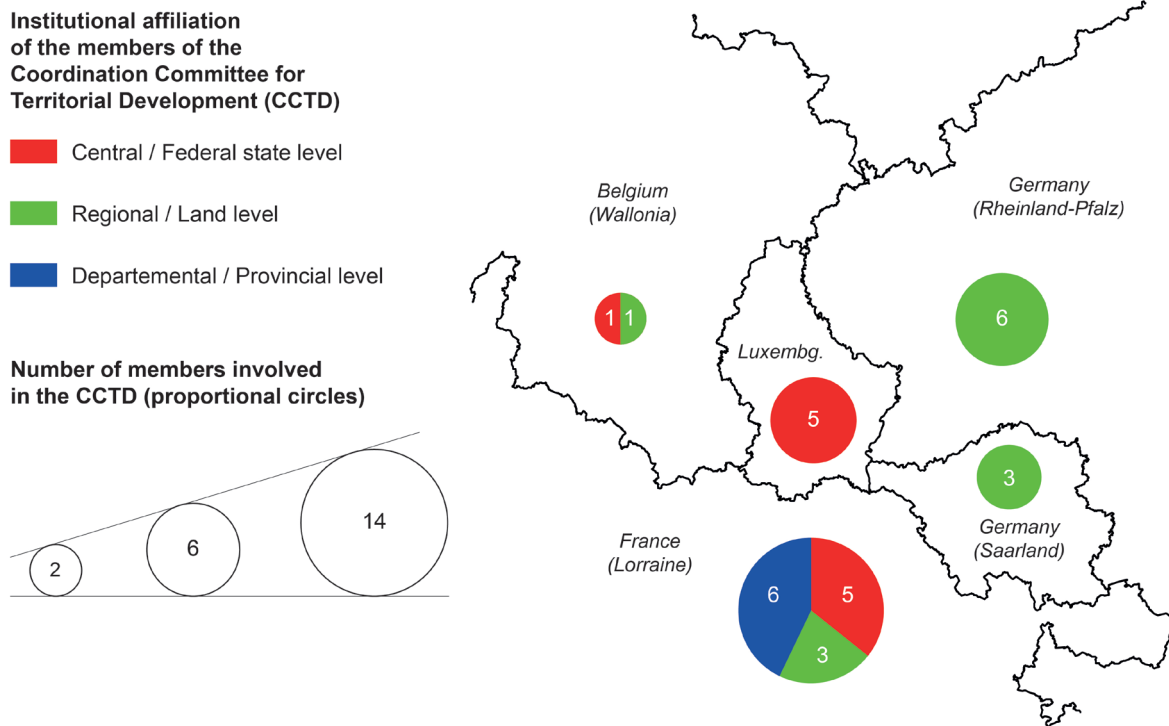 Institutional affiliation
of the members of the
Coordination Committee for
Territorial Development (CCTD)
Central / Federal state level
Regional / Land level
Departemental / Provincial level
Number of members involved
in the CCTD (proportional circles)
2
6
14
Belgium
(Wallonia)
1 1
Germany
(Rheinland-Pfalz)
6
Luxembg.
5
3
Germany
(Saarland)
France
(Lorraine)
6
5
3